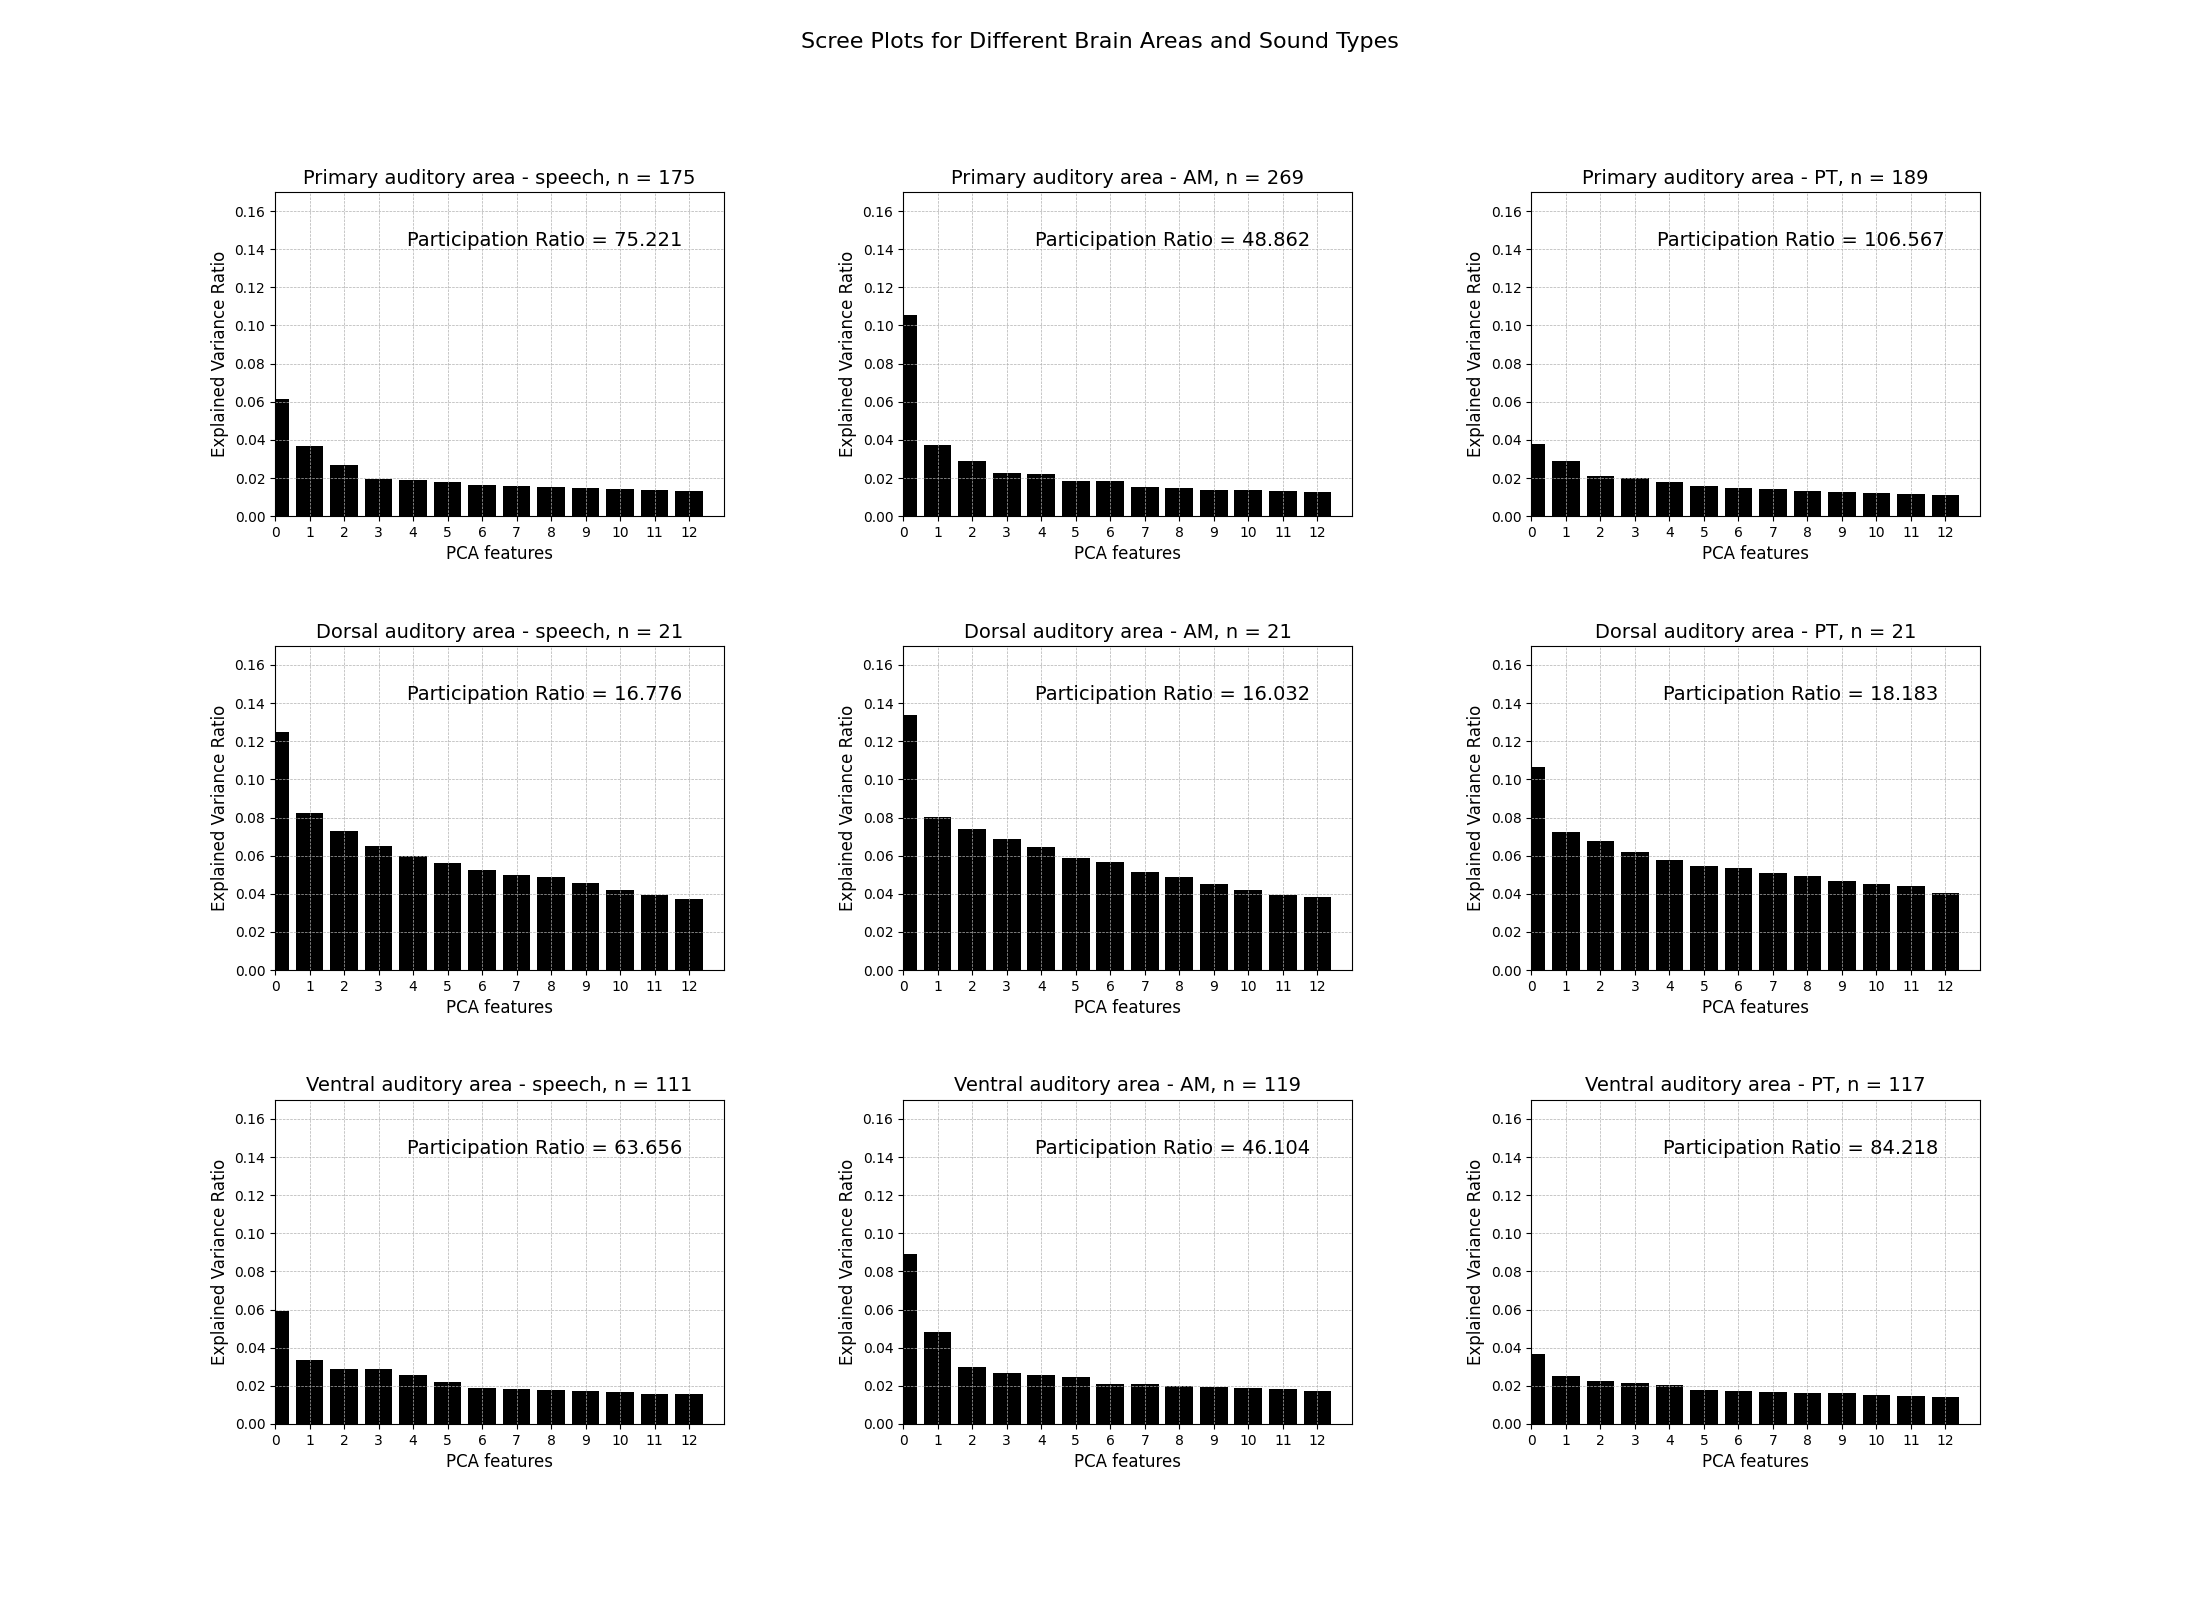 Scree Plots for Different Brain Areas and Sound Types
Primary auditory area - speech, n = 175
Participation Ratio = 75.221
Explained Variance Ratio
0.16
0.14
0.12
0.10
0.08
0.06
0.04
0.02
0.00
0 1 2 3 4 5 6 7 8 9 10 11 12
PCA features
Primary auditory area - AM, n = 269
Participation Ratio = 48.862
Explained Variance Ratio
0.16
0.14
0.12
0.10
0.08
0.06
0.04
0.02
0.00
0 1 2 3 4 5 6 7 8 9 10 11 12
PCA features
Primary auditory area - PT, n = 189
Participation Ratio = 106.567
Explained Variance Ratio
0.16
0.14
0.12
0.10
0.08
0.06
0.04
0.02
0.00
0 1 2 3 4 5 6 7 8 9 10 11 12
PCA features
Dorsal auditory area - speech, n = 21
Participation Ratio = 16.776
Explained Variance Ratio
0.16
0.14
0.12
0.10
0.08
0.06
0.04
0.02
0.00
0 1 2 3 4 5 6 7 8 9 10 11 12
PCA features
Dorsal auditory area - AM, n = 21
Participation Ratio = 16.032
Explained Variance Ratio
0.16
0.14
0.12
0.10
0.08
0.06
0.04
0.02
0.00
0 1 2 3 4 5 6 7 8 9 10 11 12
PCA features
Dorsal auditory area - PT, n = 21
Participation Ratio = 18.183
Explained Variance Ratio
0.16
0.14
0.12
0.10
0.08
0.06
0.04
0.02
0.00
0 1 2 3 4 5 6 7 8 9 10 11 12
PCA features
Ventral auditory area - speech, n = 111
Participation Ratio = 63.656
Explained Variance Ratio
0.16
0.14
0.12
0.10
0.08
0.06
0.04
0.02
0.00
0 1 2 3 4 5 6 7 8 9 10 11 12
PCA features
Ventral auditory area - AM, n = 119
Participation Ratio = 46.104
Explained Variance Ratio
0.16
0.14
0.12
0.10
0.08
0.06
0.04
0.02
0.00
0 1 2 3 4 5 6 7 8 9 10 11 12
PCA features
Ventral auditory area - PT, n = 117
Participation Ratio = 84.218
Explained Variance Ratio
0.16
0.14
0.12
0.10
0.08
0.06
0.04
0.02
0.00
0 1 2 3 4 5 6 7 8 9 10 11 12
PCA features